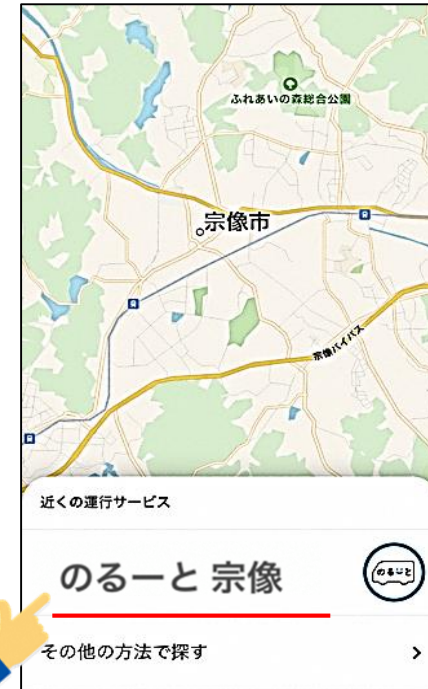 ふれあいの森総合公園
宗像市
宗像バイパス
近くの運行サービス
のるーと 宗像
のるーと
その他の方法で探す